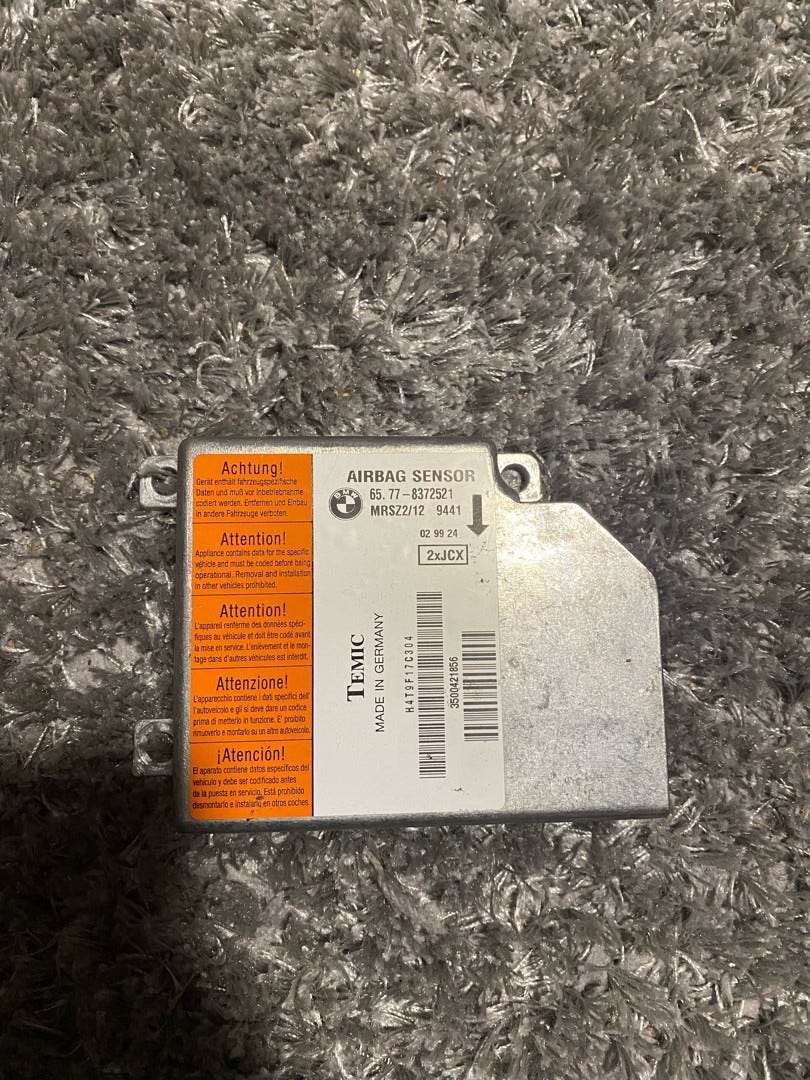 Achtung!
Gerät enthält fahrzeugspezifische
Daten und muß vor Inbetriebnahme
codiert werden. Entfernen und Einbau
in andere Fahrzeuge verboten.
Attention!
Appliance contains data for the specific
vehicle and must be coded before being
operational. Removal and installation
in other vehicles prohibited.
Attention!
L'appareil renferme des données spéci-
fiques au véhicule et doit être codé avant
la mise en service. L'enlèvement et le mon-
tage dans d'autres véhicules est interdit.
Attenzione!
L'apparecchio contiene i dati specifici dell'
autoveicolo e gli si deve dare un codice
prima di metterlo in funzione. E' proibito
rimuoverlo e montarlo su un altro autoveicolo.
¡Atención!
El aparato contiene datos específicos del
vehículo y debe ser codificado antes
de la puesta en servicio. Está prohibido
desmontarlo e instalarlo en otros coches.
AIRBAG SENSOR
BMW
65.77-8372521
MRSZ2/12 9441
02 99 24
2xJCX
TEMIC
MADE IN GERMANY
H4T9F17C304
3500421856